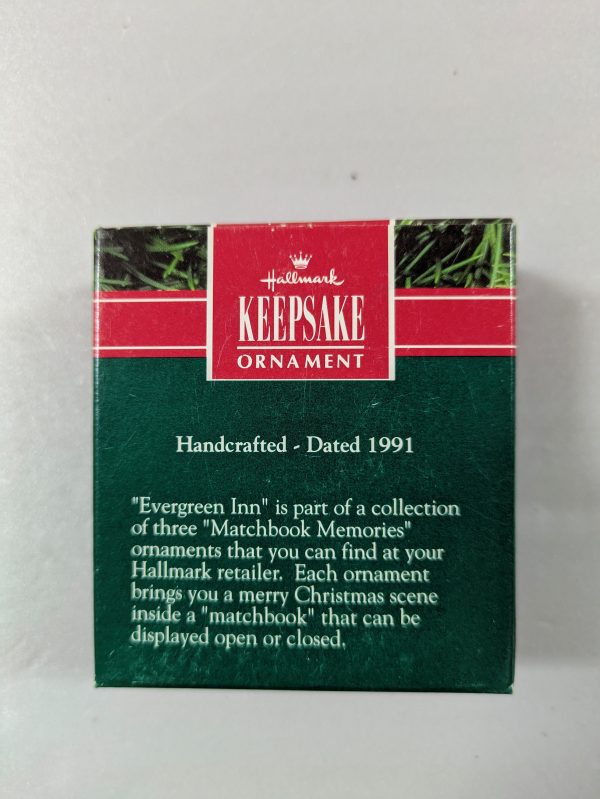 Hallmark
KEEPSAKE
ORNAMENT
Handcrafted - Dated 1991
"Evergreen Inn" is part of a collection
of three "Matchbook Memories"
ornaments that you can find at your
Hallmark retailer. Each ornament
brings you a merry Christmas scene
inside a "matchbook" that can be
displayed open or closed.